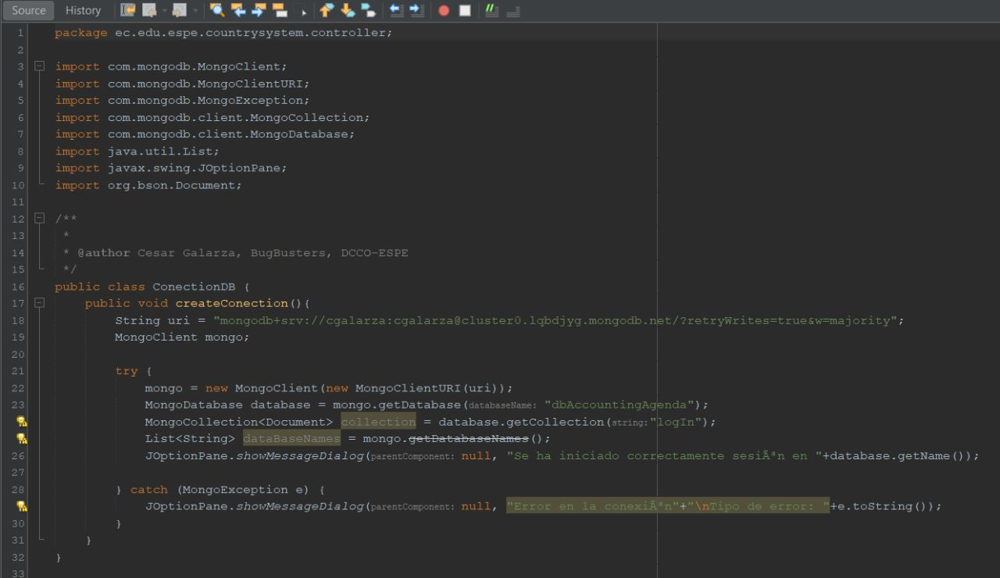 Source History
1 package ec.edu.espe.countrysystem.controller;
2
3 import com.mongodb.MongoClient;
4 import com.mongodb.MongoClientURI;
5 import com.mongodb.MongoException;
6 import com.mongodb.client.MongoCollection;
7 import com.mongodb.client.MongoDatabase;
8 import java.util.List;
9 import javax.swing.JOptionPane;
10 import org.bson.Document;
11
12 /**
13 *
14 * @author Cesar Galarza, BugBusters, DCCO-ESPE
15 */
16 public class ConectionDB {
17 public void createConection(){
18 String uri = "mongodb+srv://cgalarza:cgalarza@cluster0.lqbdjyg.mongodb.net/?retryWrites=true&w=majority";
19 MongoClient mongo;
20
21 try {
22 mongo = new MongoClient(new MongoClientURI(uri));
23 MongoDatabase database = mongo.getDatabase(databaseName: "dbAccountingAgenda");
MongoCollection<Document> collection = database.getCollection(string:"logIn");
List<String> dataBaseNames = mongo.getDatabaseNames();
26 JOptionPane.showMessageDialog(parentComponent: null, "Se ha iniciado correctamente sesiÃªn en "+database.getName());
27
28 } catch (MongoException e) {
JOptionPane.showMessageDialog(parentComponent: null, "Error en la conexiÃªn"+"\nTipo de error: "+e.toString());
30 }
31 }
32 }
33